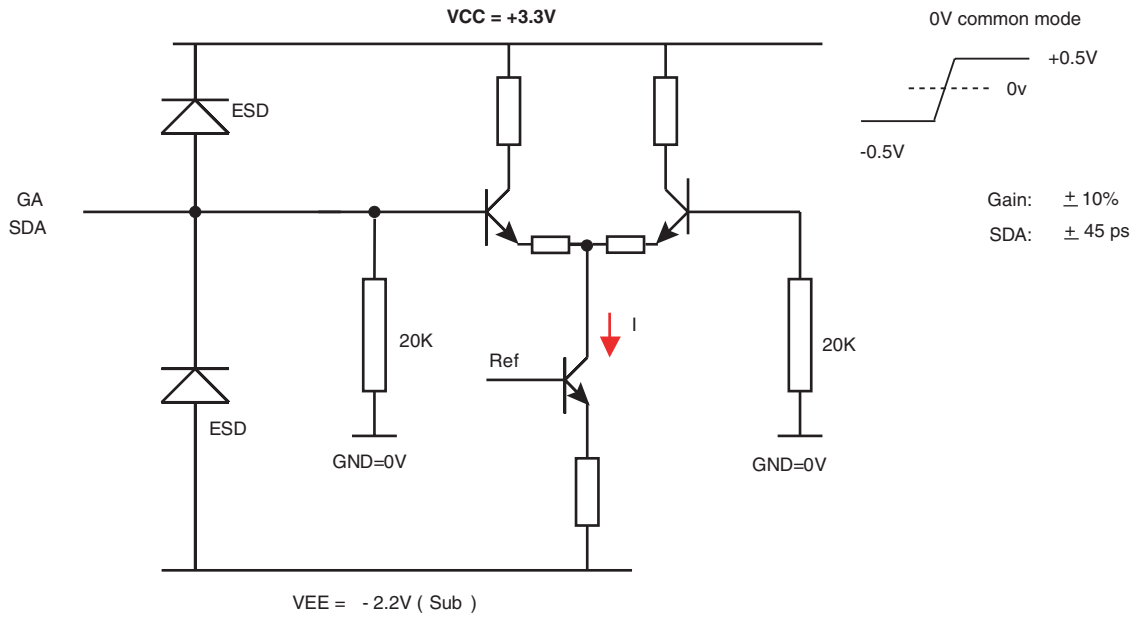 VCC = +3.3V
0V common mode
+0.5V
0v
-0.5V
ESD
GA
SDA
Gain: ± 10%
SDA: ± 45 ps
20K
I
20K
Ref
ESD
GND=0V
GND=0V
VEE = - 2.2V ( Sub )